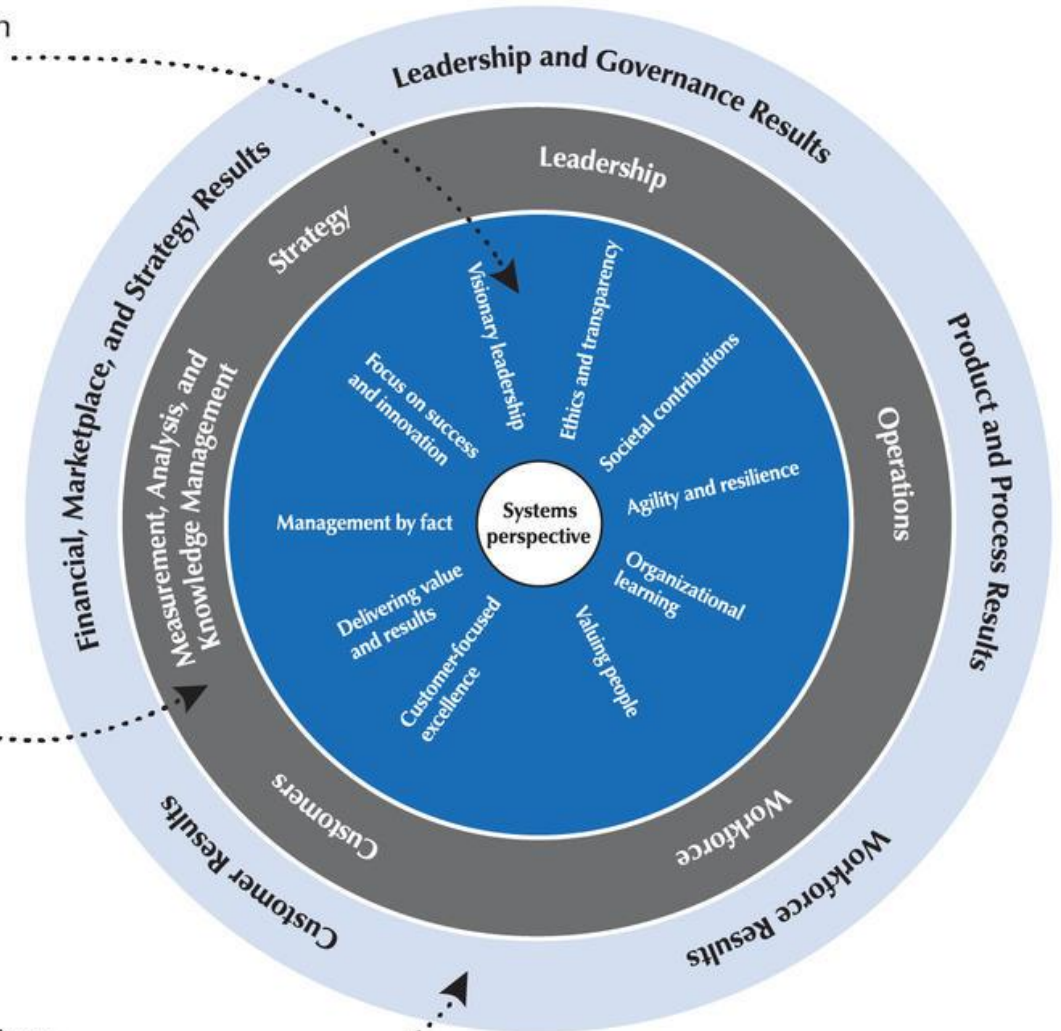 Leadership and Governance Results
Financial, Marketplace, and Strategy Results
Product and Process Results
Customer Results
Workforce Results
Leadership
Strategy
Measurement, Analysis, and
Knowledge Management
Operations
Customers
Workforce
Visionary leadership
Ethics and transparency
Focus on success
and innovation
Societal contributions
Management by fact
Systems
perspective
Agility and resilience
Delivering value
and results
Organizational
learning
Customer-focused
excellence
Valuing people